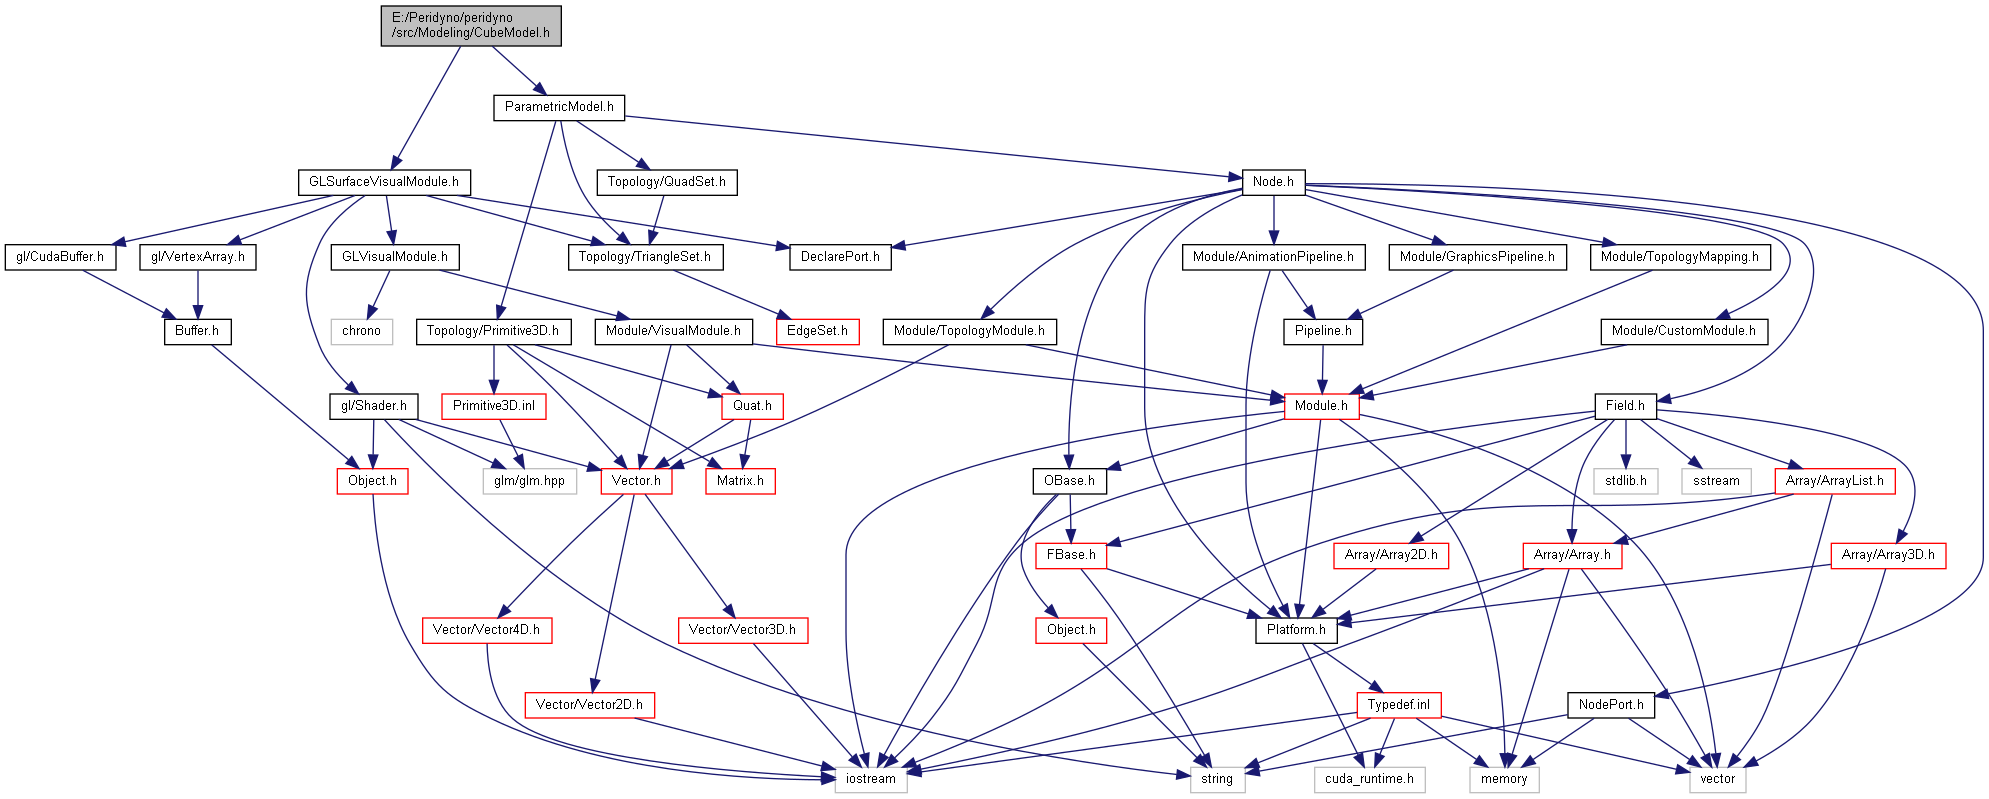 E:/Peridyno/peridyno
/src/Modeling/CubeModel.h
ParametricModel.h
GLSurfaceVisualModule.h
Topology/QuadSet.h
Node.h
gl/CudaBuffer.h
gl/VertexArray.h
GLVisualModule.h
Topology/TriangleSet.h
DeclarePort.h
Module/AnimationPipeline.h
Module/GraphicsPipeline.h
Module/TopologyMapping.h
Buffer.h
chrono
Topology/Primitive3D.h
Module/VisualModule.h
EdgeSet.h
Module/TopologyModule.h
Pipeline.h
Module/CustomModule.h
gl/Shader.h
Primitive3D.inl
Quat.h
Module.h
Field.h
Object.h
glm/glm.hpp
Vector.h
Matrix.h
OBase.h
stdlib.h
sstream
Array/ArrayList.h
FBase.h
Array/Array2D.h
Array/Array.h
Array/Array3D.h
Vector/Vector4D.h
Vector/Vector3D.h
Object.h
Platform.h
Vector/Vector2D.h
Typedef.inl
NodePort.h
iostream
string
cuda_runtime.h
memory
vector